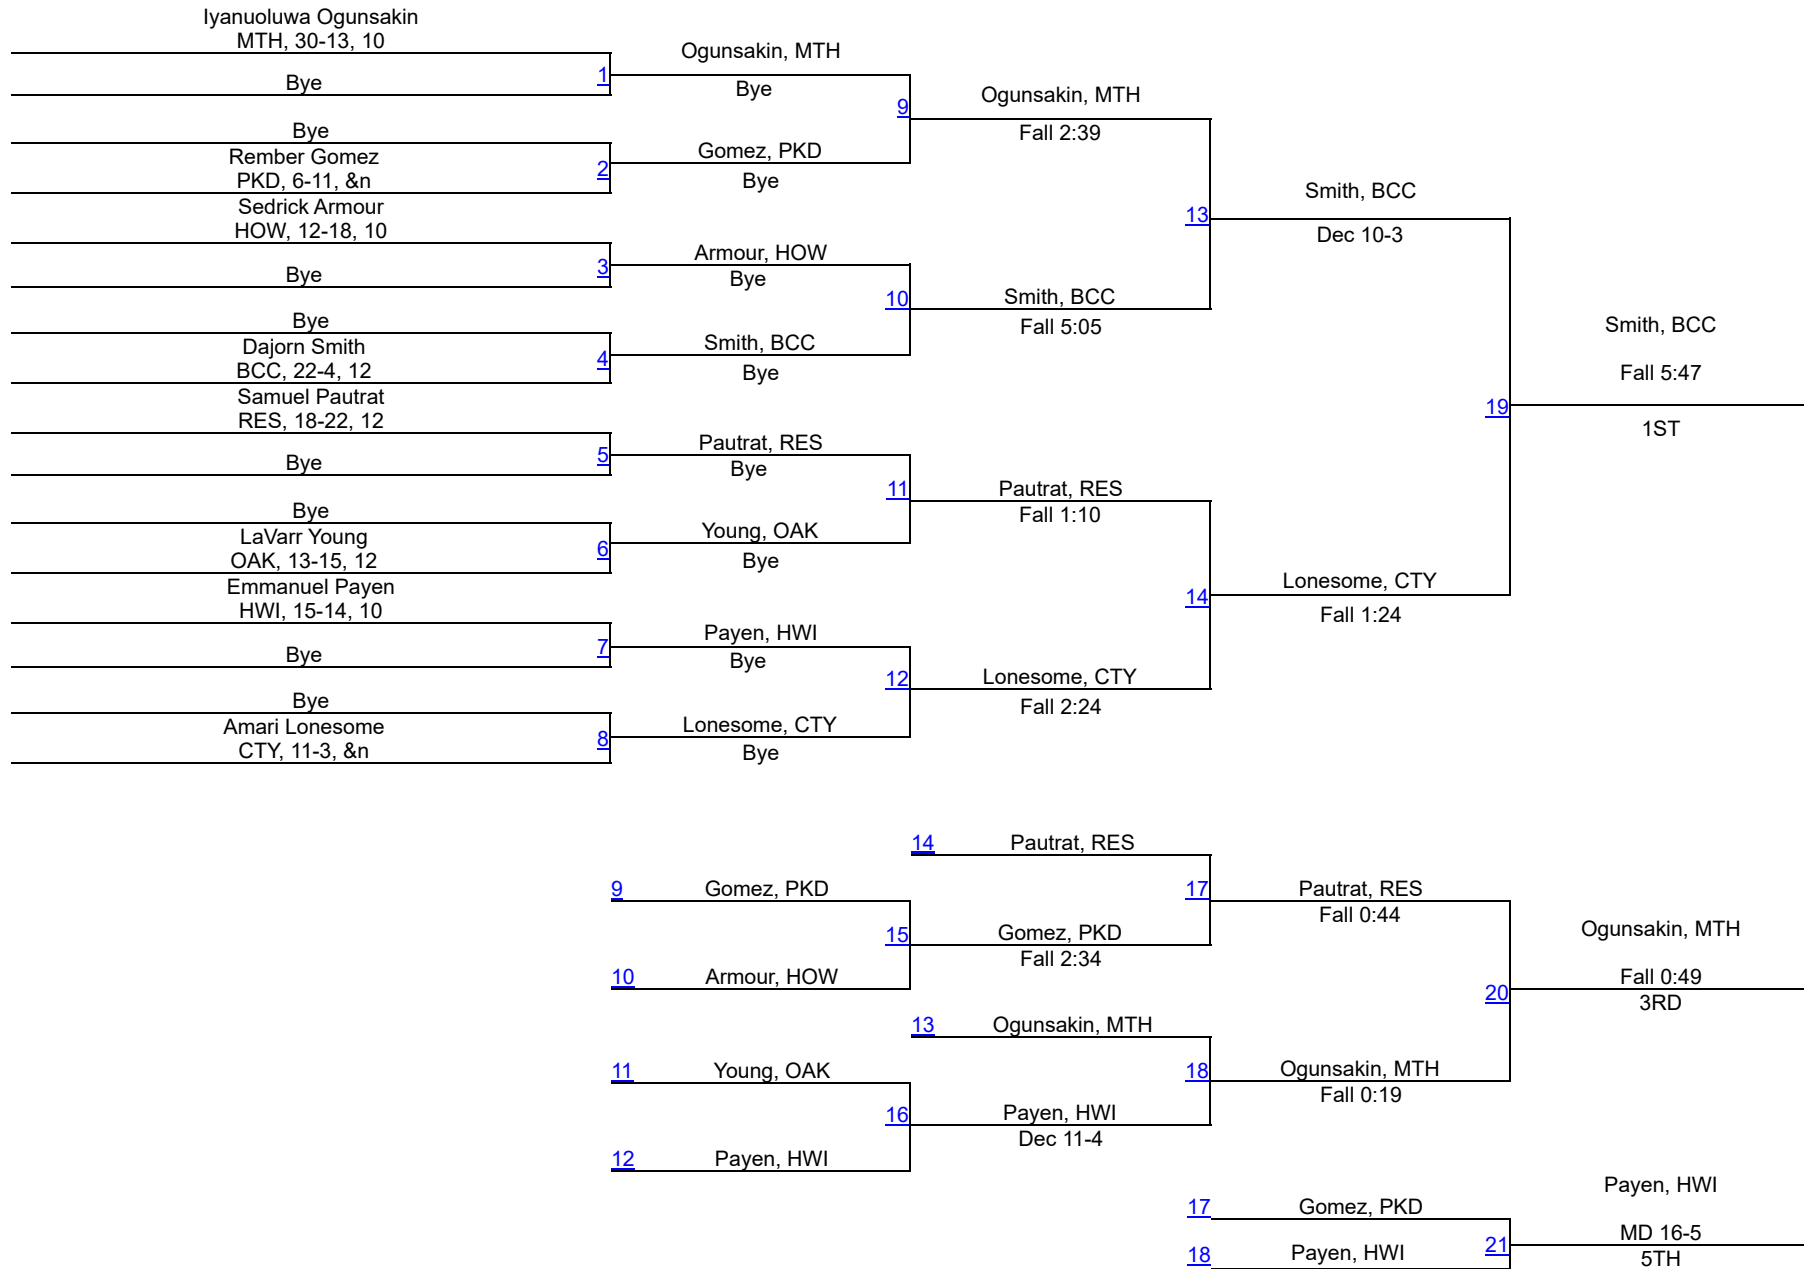 Iyanuoluwa Ogunsakin
MTH, 30-13, 10
Bye
1
Bye
Rember Gomez
PKD, 6-11, &n
2
Sedrick Armour
HOW, 12-18, 10
Bye
3
Bye
Dajorn Smith
BCC, 22-4, 12
4
Samuel Pautrat
RES, 18-22, 12
Bye
5
Bye
LaVarr Young
OAK, 13-15, 12
6
Emmanuel Payen
HWI, 15-14, 10
Bye
7
Bye
Amari Lonesome
CTY, 11-3, &n
8
Ogunsakin, MTH
Bye
9
Gomez, PKD
Bye
Armour, HOW
Bye
10
Smith, BCC
Bye
Pautrat, RES
Bye
11
Young, OAK
Bye
Payen, HWI
Bye
12
Lonesome, CTY
Bye
Ogunsakin, MTH
Fall 2:39
13
Smith, BCC
Fall 5:05
Pautrat, RES
Fall 1:10
14
Lonesome, CTY
Fall 2:24
Smith, BCC
Dec 10-3
19
Lonesome, CTY
Fall 1:24
Smith, BCC
Fall 5:47
1ST
14
Pautrat, RES
9
Gomez, PKD
15
10
Armour, HOW
Gomez, PKD
Fall 2:34
17
13
Ogunsakin, MTH
11
Young, OAK
16
12
Payen, HWI
Payen, HWI
Dec 11-4
18
Pautrat, RES
Fall 0:44
20
Ogunsakin, MTH
Fall 0:19
Ogunsakin, MTH
Fall 0:49
3RD
17
Gomez, PKD
18
Payen, HWI
21
Payen, HWI
MD 16-5
5TH